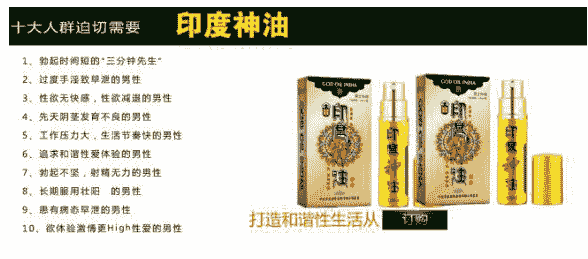 十大人群迫切需要 印度神油
1、勃起时间短的“三分钟先生”
2、过度手淫致早泄的男性
3、性欲无快感,性欲减退的男性
4、先天阴茎发育不良的男性
5、工作压力大,生活节奏快的男性
6、追求和谐性爱体验的男性
7、勃起不坚,射精无力的男性
8、长期服用壮阳 的男性
9、患有病态早泄的男性
10、欲体验激情更High性爱的男性
GOD OIL INDIA
印度神油
印度神油
GOD OIL INDIA
印度神油
印度神油
打造和谐性生活从 订购